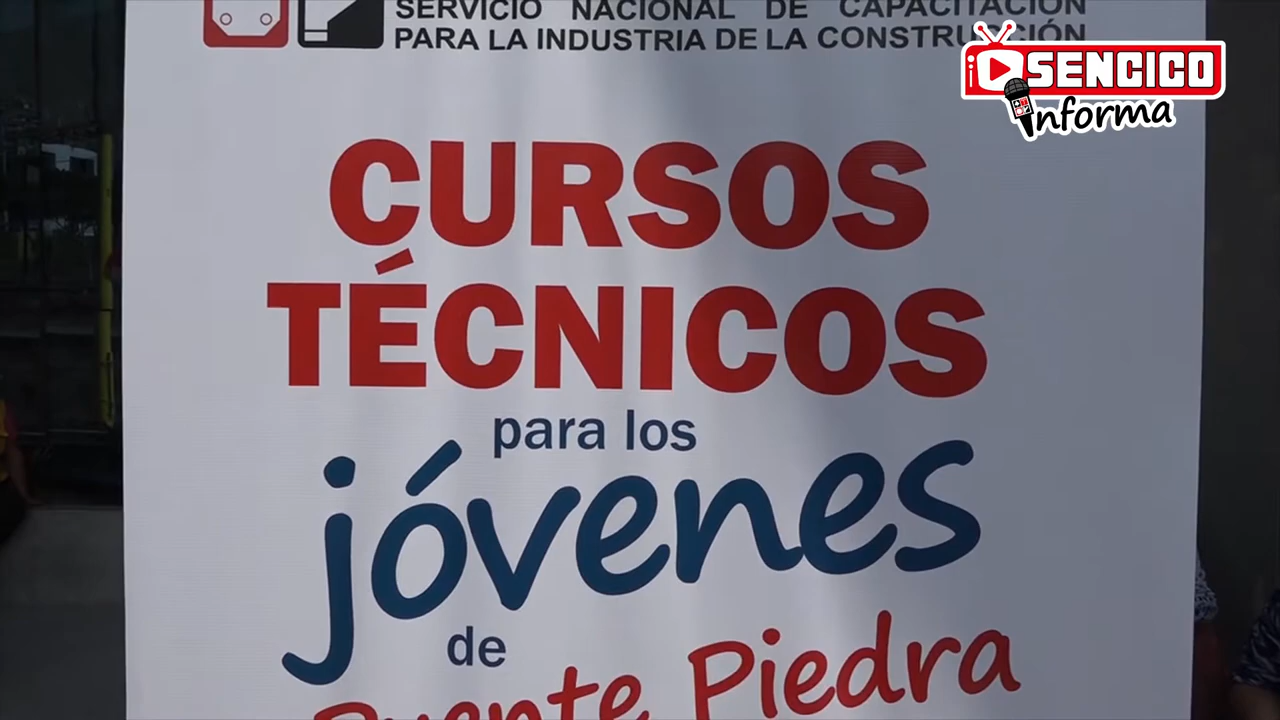 SERVICIO NACIONAL DE CAPACITACIÓN
PARA LA INDUSTRIA DE LA CONSTRUCCIÓN
SENCICO
informa
CURSOS
TÉCNICOS
para los
jóvenes
de
Puente Piedra